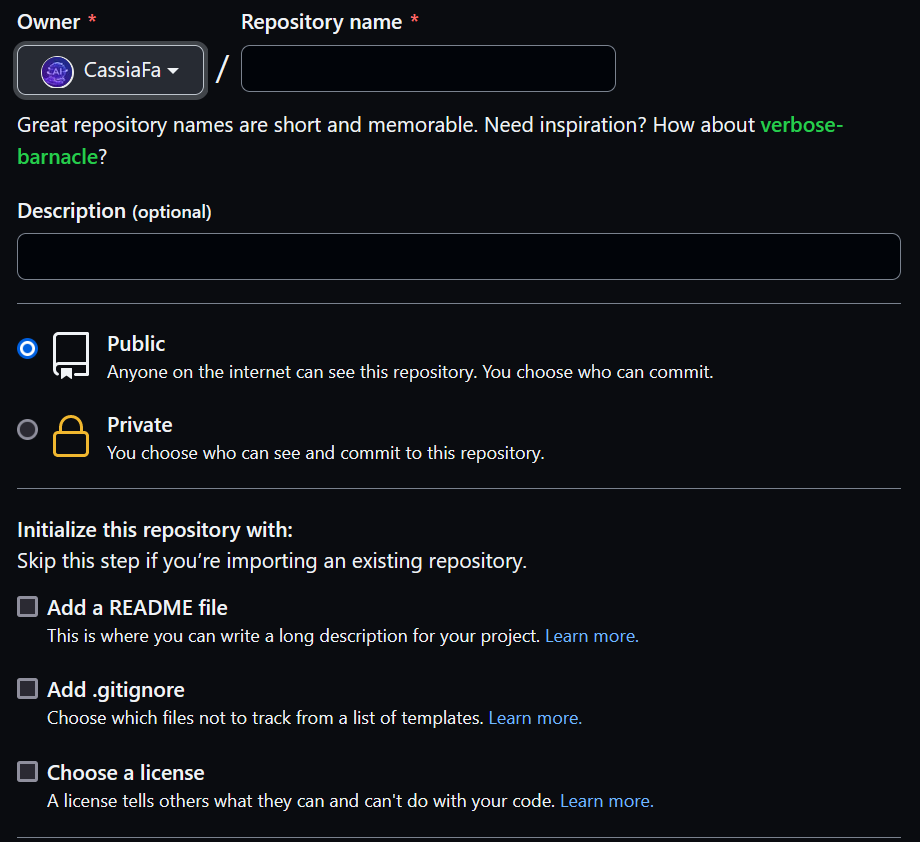 Owner * Repository name *
AI CassiaFa / 
Great repository names are short and memorable. Need inspiration? How about verbose-
barnacle?
Description (optional)
Public
Anyone on the internet can see this repository. You choose who can commit.
Private
You choose who can see and commit to this repository.
Initialize this repository with:
Skip this step if you’re importing an existing repository.
Add a README file
This is where you can write a long description for your project. Learn more.
Add .gitignore
Choose which files not to track from a list of templates. Learn more.
Choose a license
A license tells others what they can and can't do with your code. Learn more.